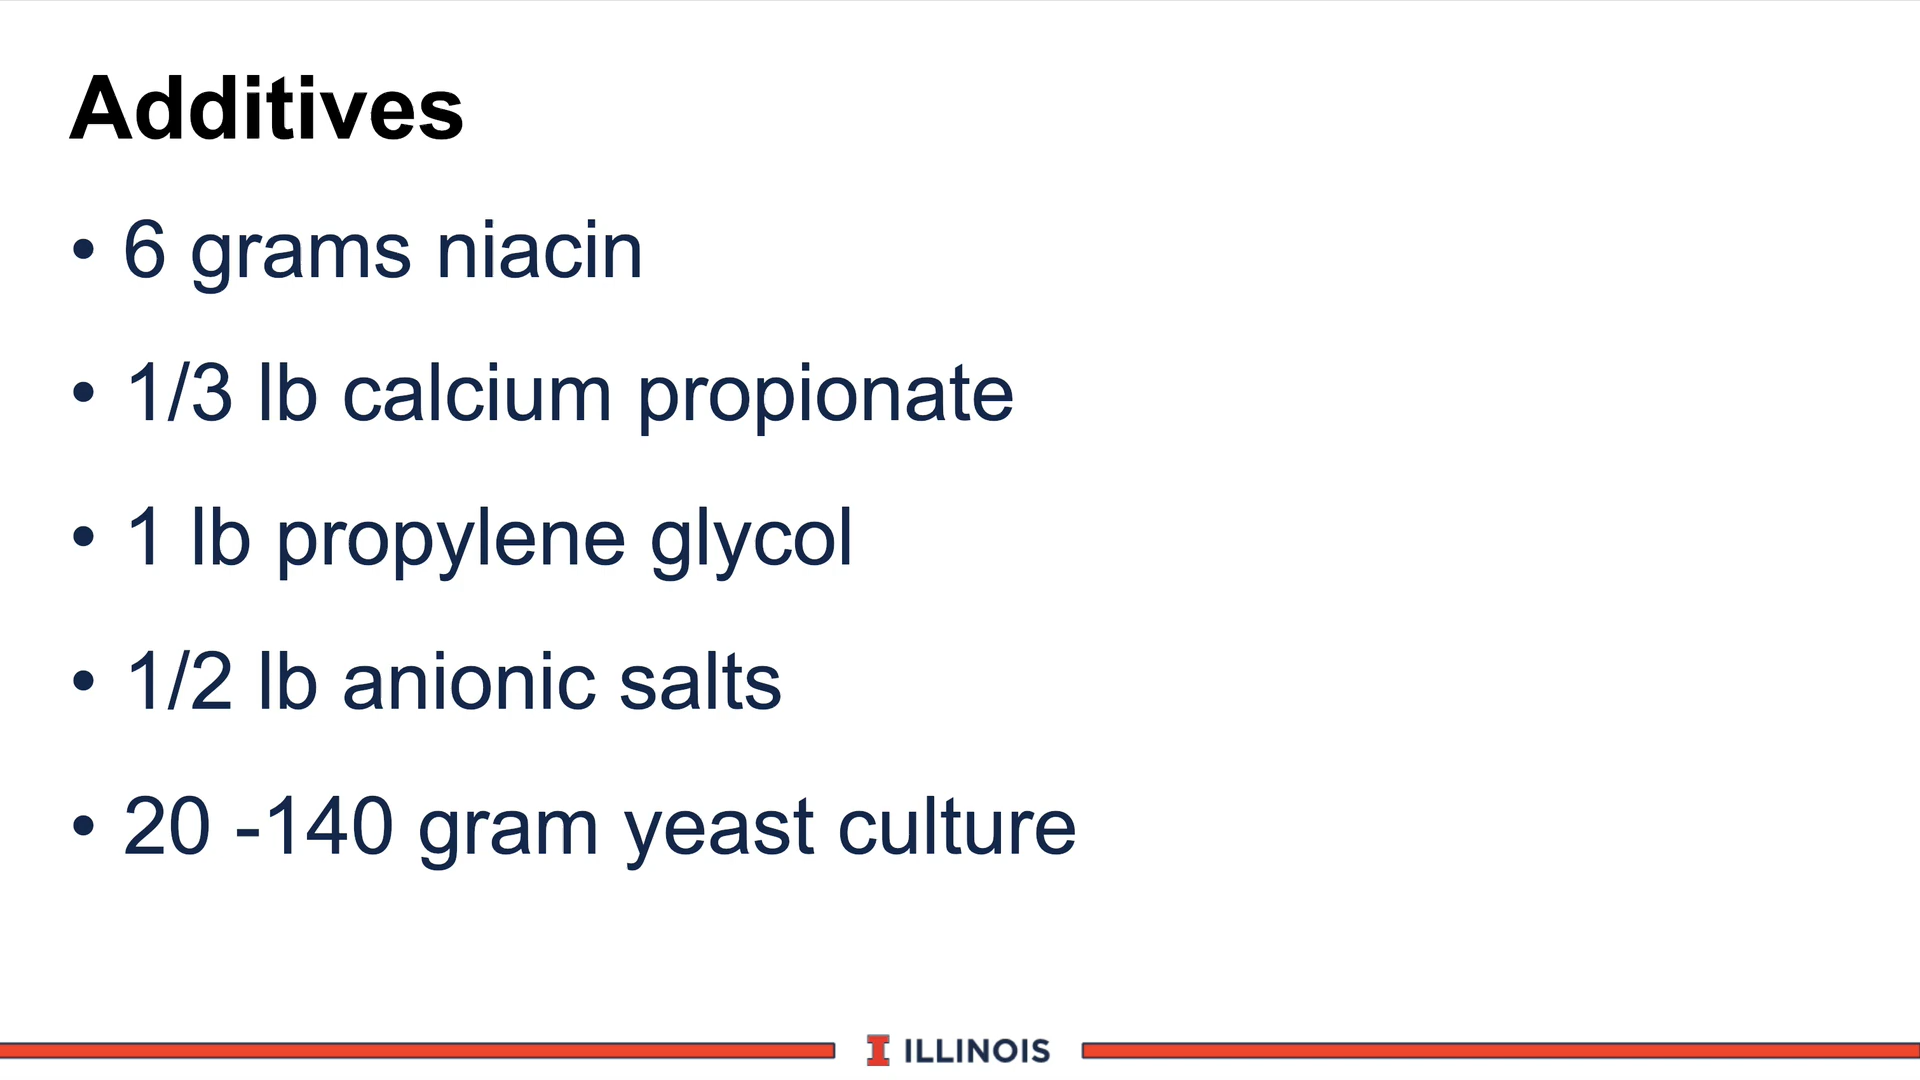 Additives
• 6 grams niacin
• 1/3 lb calcium propionate
• 1 lb propylene glycol
• 1/2 lb anionic salts
• 20 -140 gram yeast culture
I ILLINOIS